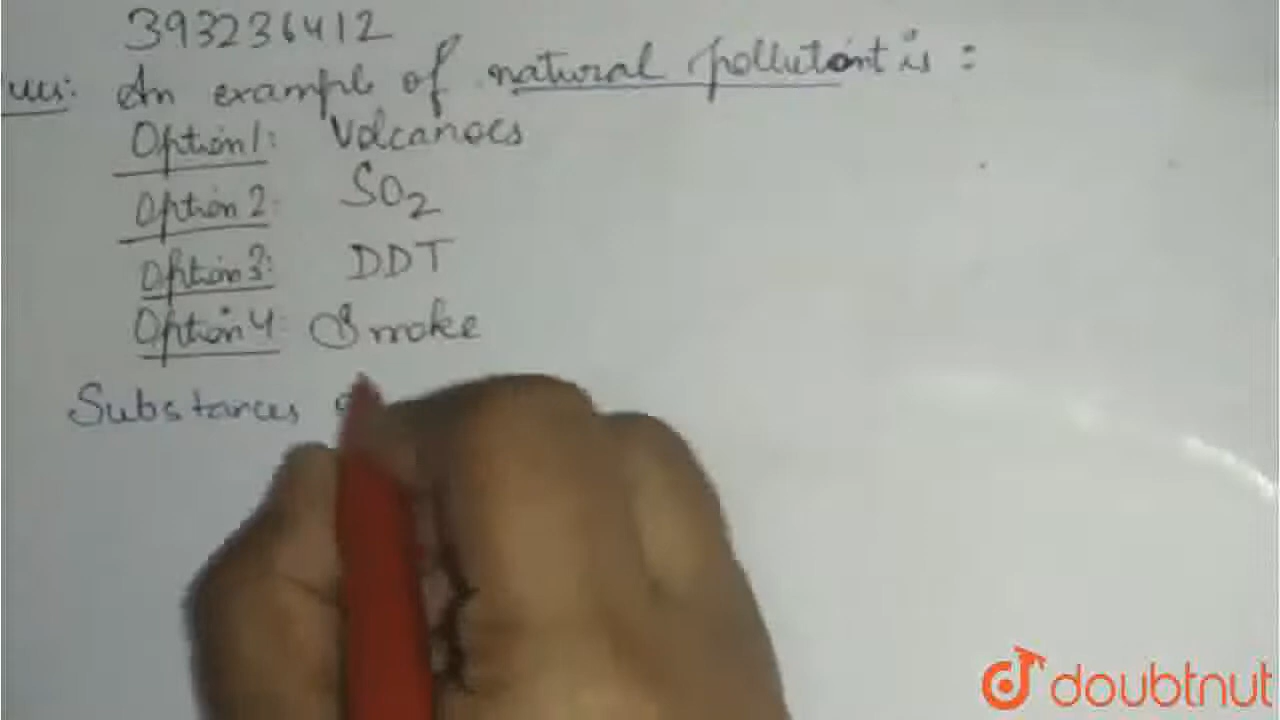 393236412
An example of natural pollutant is :
Option 1: Volcanoes
Option 2: SO2
Option 3: DDT
Option 4: Smoke
Substances
doubtnut